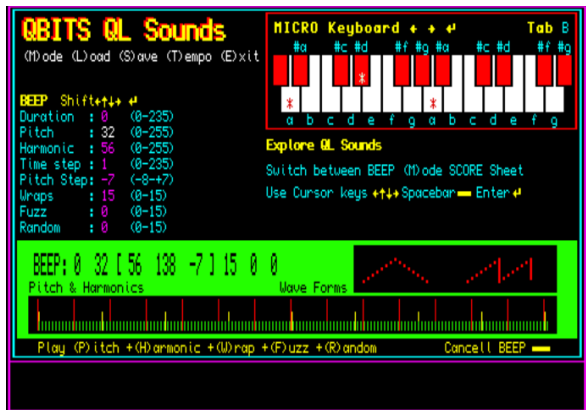 QBITS QL Sounds
(M)ode (L)oad (S)ave (T)empo (E)xit
MICRO Keyboard ← → ↵ Tab B
#a #c #d #f #g #a #c #d #f #g
* * *
a b c d e f g a b c d e f g
BEEP Shift←↑↓→ ↵
Duration : 0 (0-235)
Pitch : 32 (0-255)
Harmonic : 56 (0-255)
Time step : 1 (0-235)
Pitch Step: -7 (-8→+7)
Wraps : 15 (0-15)
Fuzz : 0 (0-15)
Random : 0 (0-15)
Explore QL Sounds
Switch between BEEP (M)ode SCORE Sheet
Use Cursor keys ←↑↓→ Spacebar Enter ↵
BEEP: 0 32 [ 56 138 -7 ] 15 0 0
Pitch & Harmonics Wave Forms
Play (P)itch +(H)armonic +(W)rap +(F)uzz +(R)andom Cancell BEEP